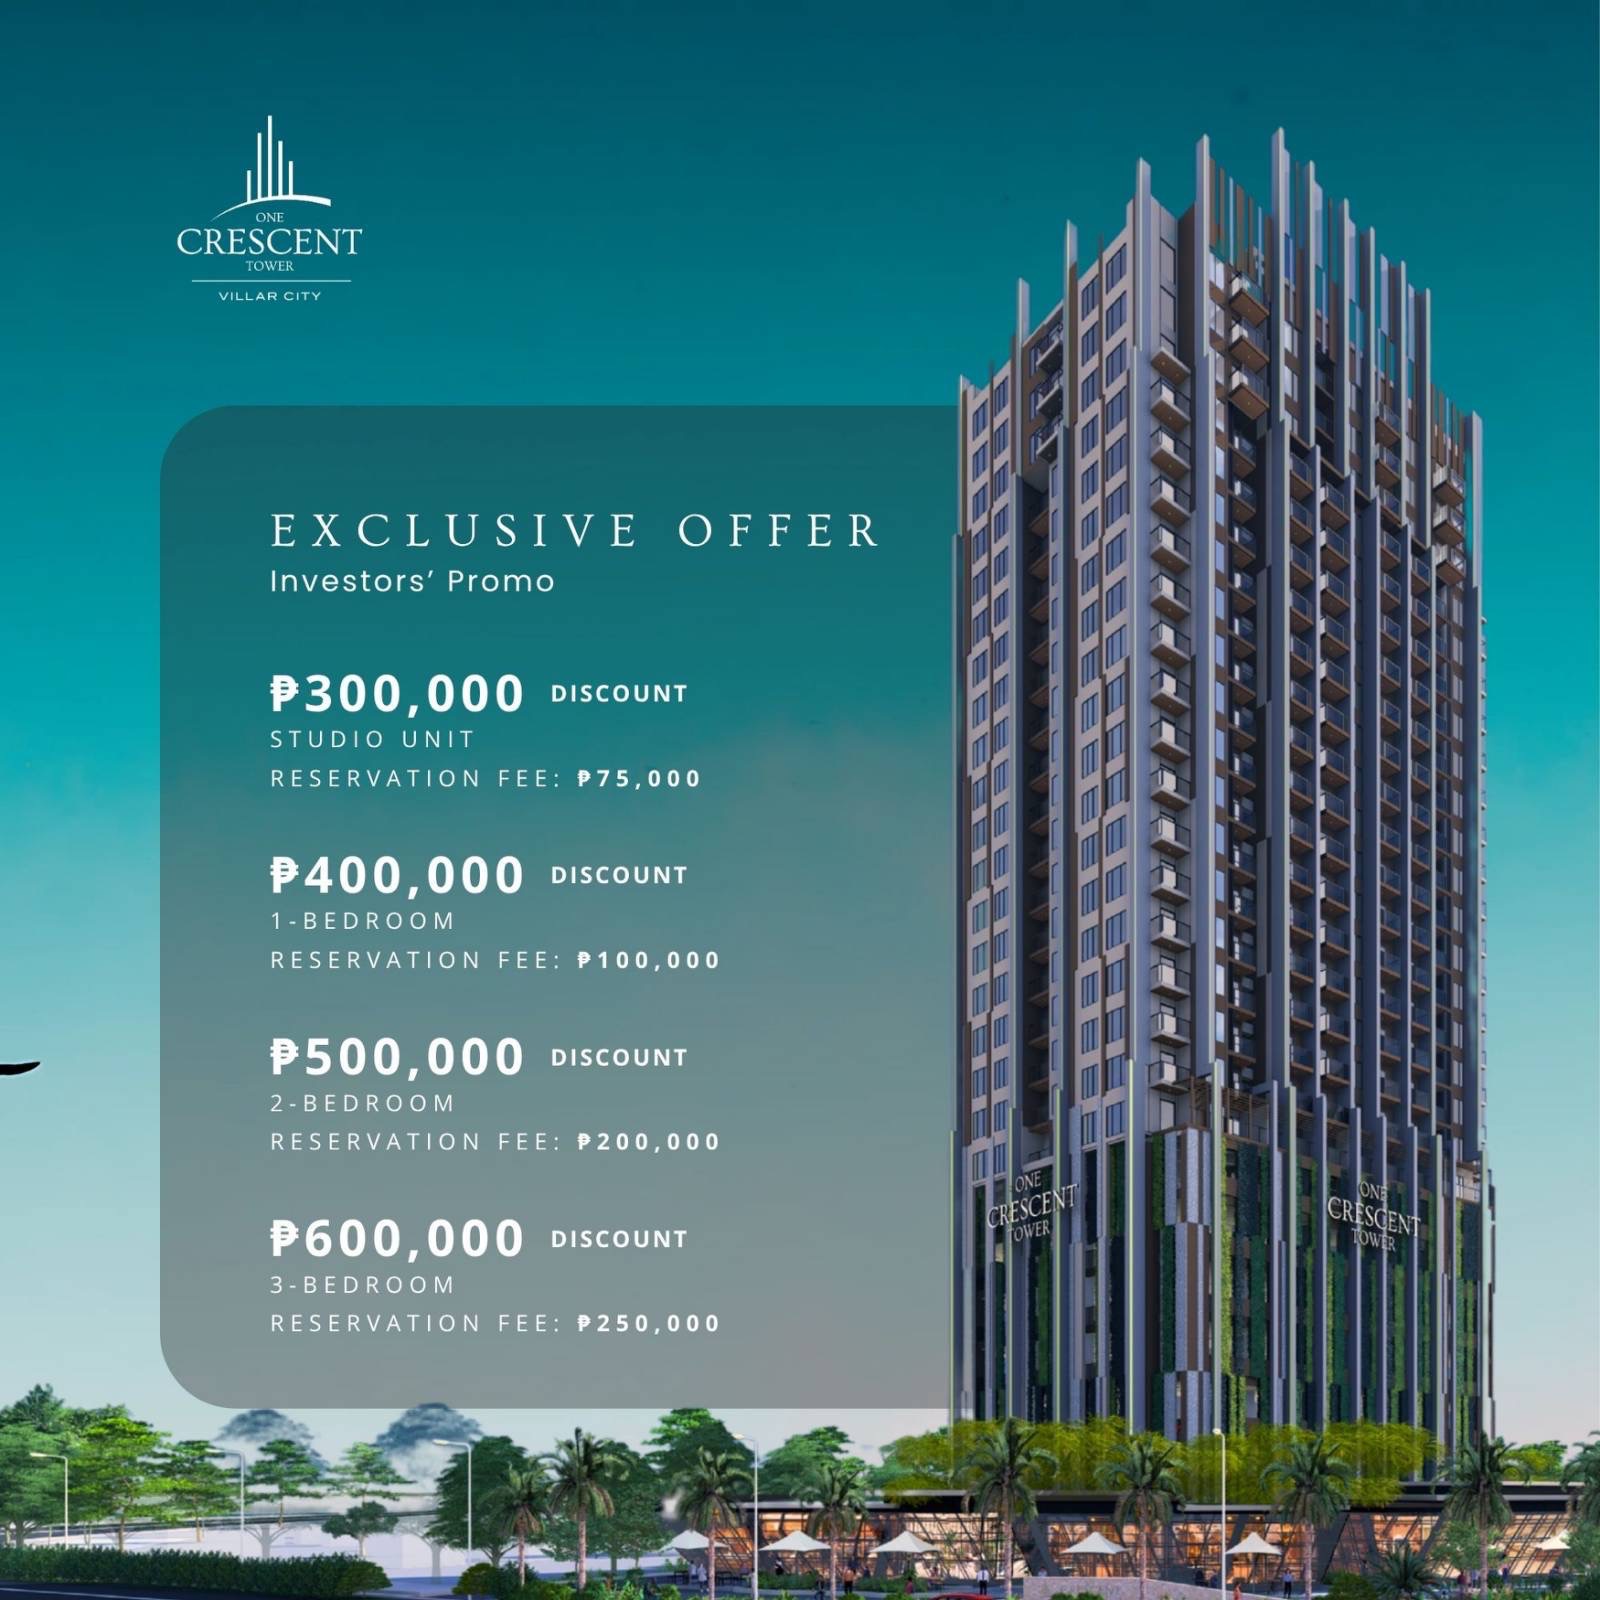 ONE
CRESCENT
TOWER
VILLAR CITY
EXCLUSIVE OFFER
Investors’ Promo
₱300,000 DISCOUNT
STUDIO UNIT
RESERVATION FEE: ₱75,000
₱400,000 DISCOUNT
1-BEDROOM
RESERVATION FEE: ₱100,000
₱500,000 DISCOUNT
2-BEDROOM
RESERVATION FEE: ₱200,000
₱600,000 DISCOUNT
3-BEDROOM
RESERVATION FEE: ₱250,000
ONE
CRESCENT
TOWER
ONE
CRESCENT
TOWER